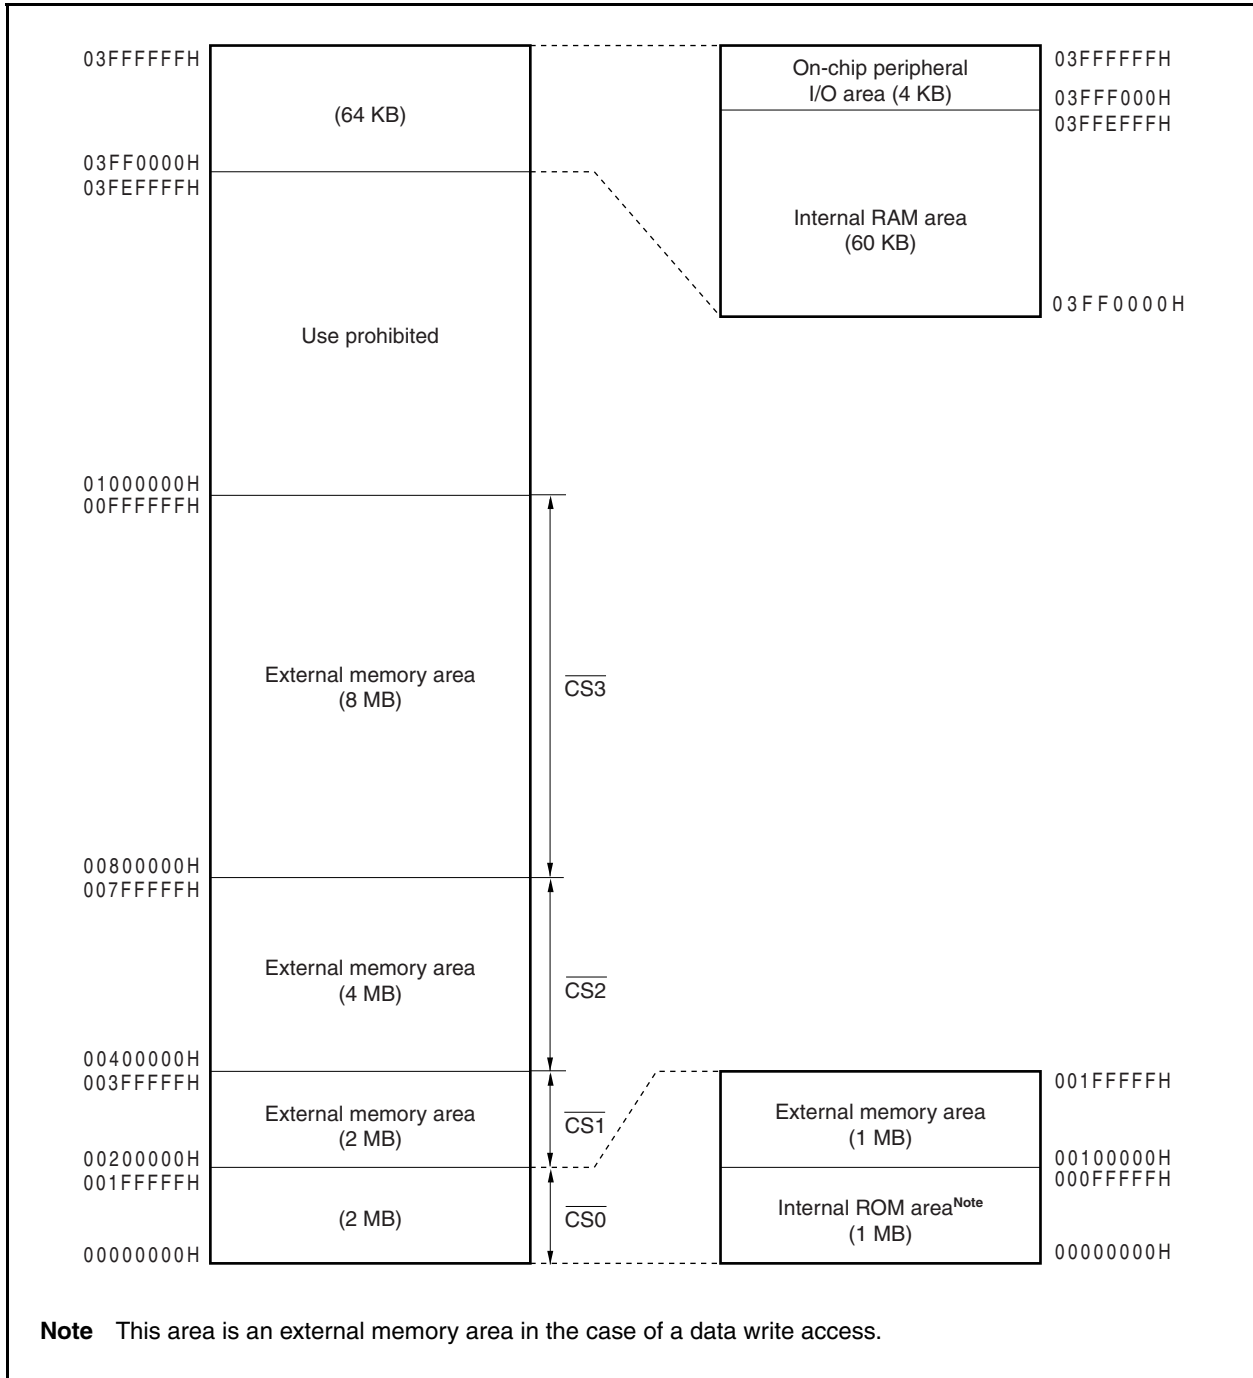 03FFFFFFH
(64 KB)
03FF0000H
03FEFFFFH
Use prohibited
01000000H
00FFFFFFH
External memory area
(8 MB)
CS3
00800000H
007FFFFFH
External memory area
(4 MB)
CS2
00400000H
003FFFFFH
External memory area
(2 MB)
CS1
00200000H
001FFFFFH
(2 MB)
CS0
00000000H
On-chip peripheral
I/O area (4 KB)
03FFFFFFH
03FFF000H
03FFEFFFH
Internal RAM area
(60 KB)
03FF0000H
001FFFFFH
External memory area
(1 MB)
00100000H
000FFFFFH
Internal ROM areaNote
(1 MB)
00000000H
Note This area is an external memory area in the case of a data write access.